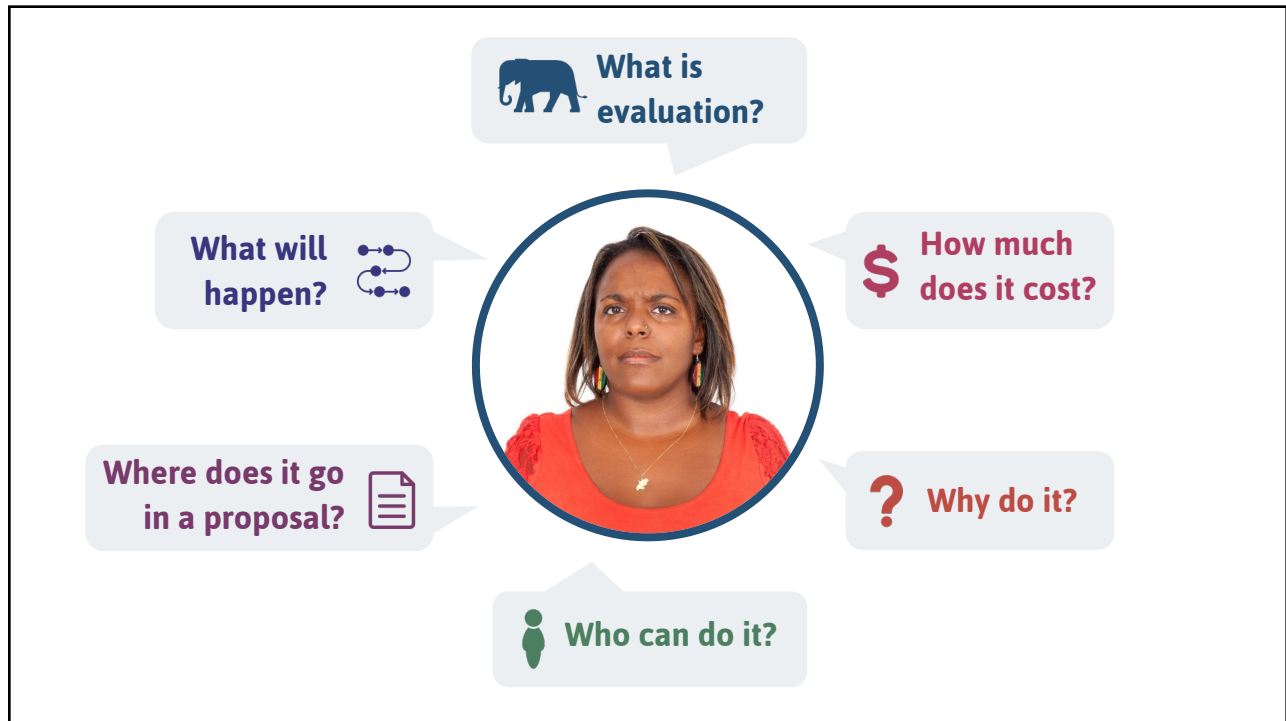 What is
evaluation?
How much
does it cost?
Why do it?
Who can do it?
Where does it go
in a proposal?
What will
happen?